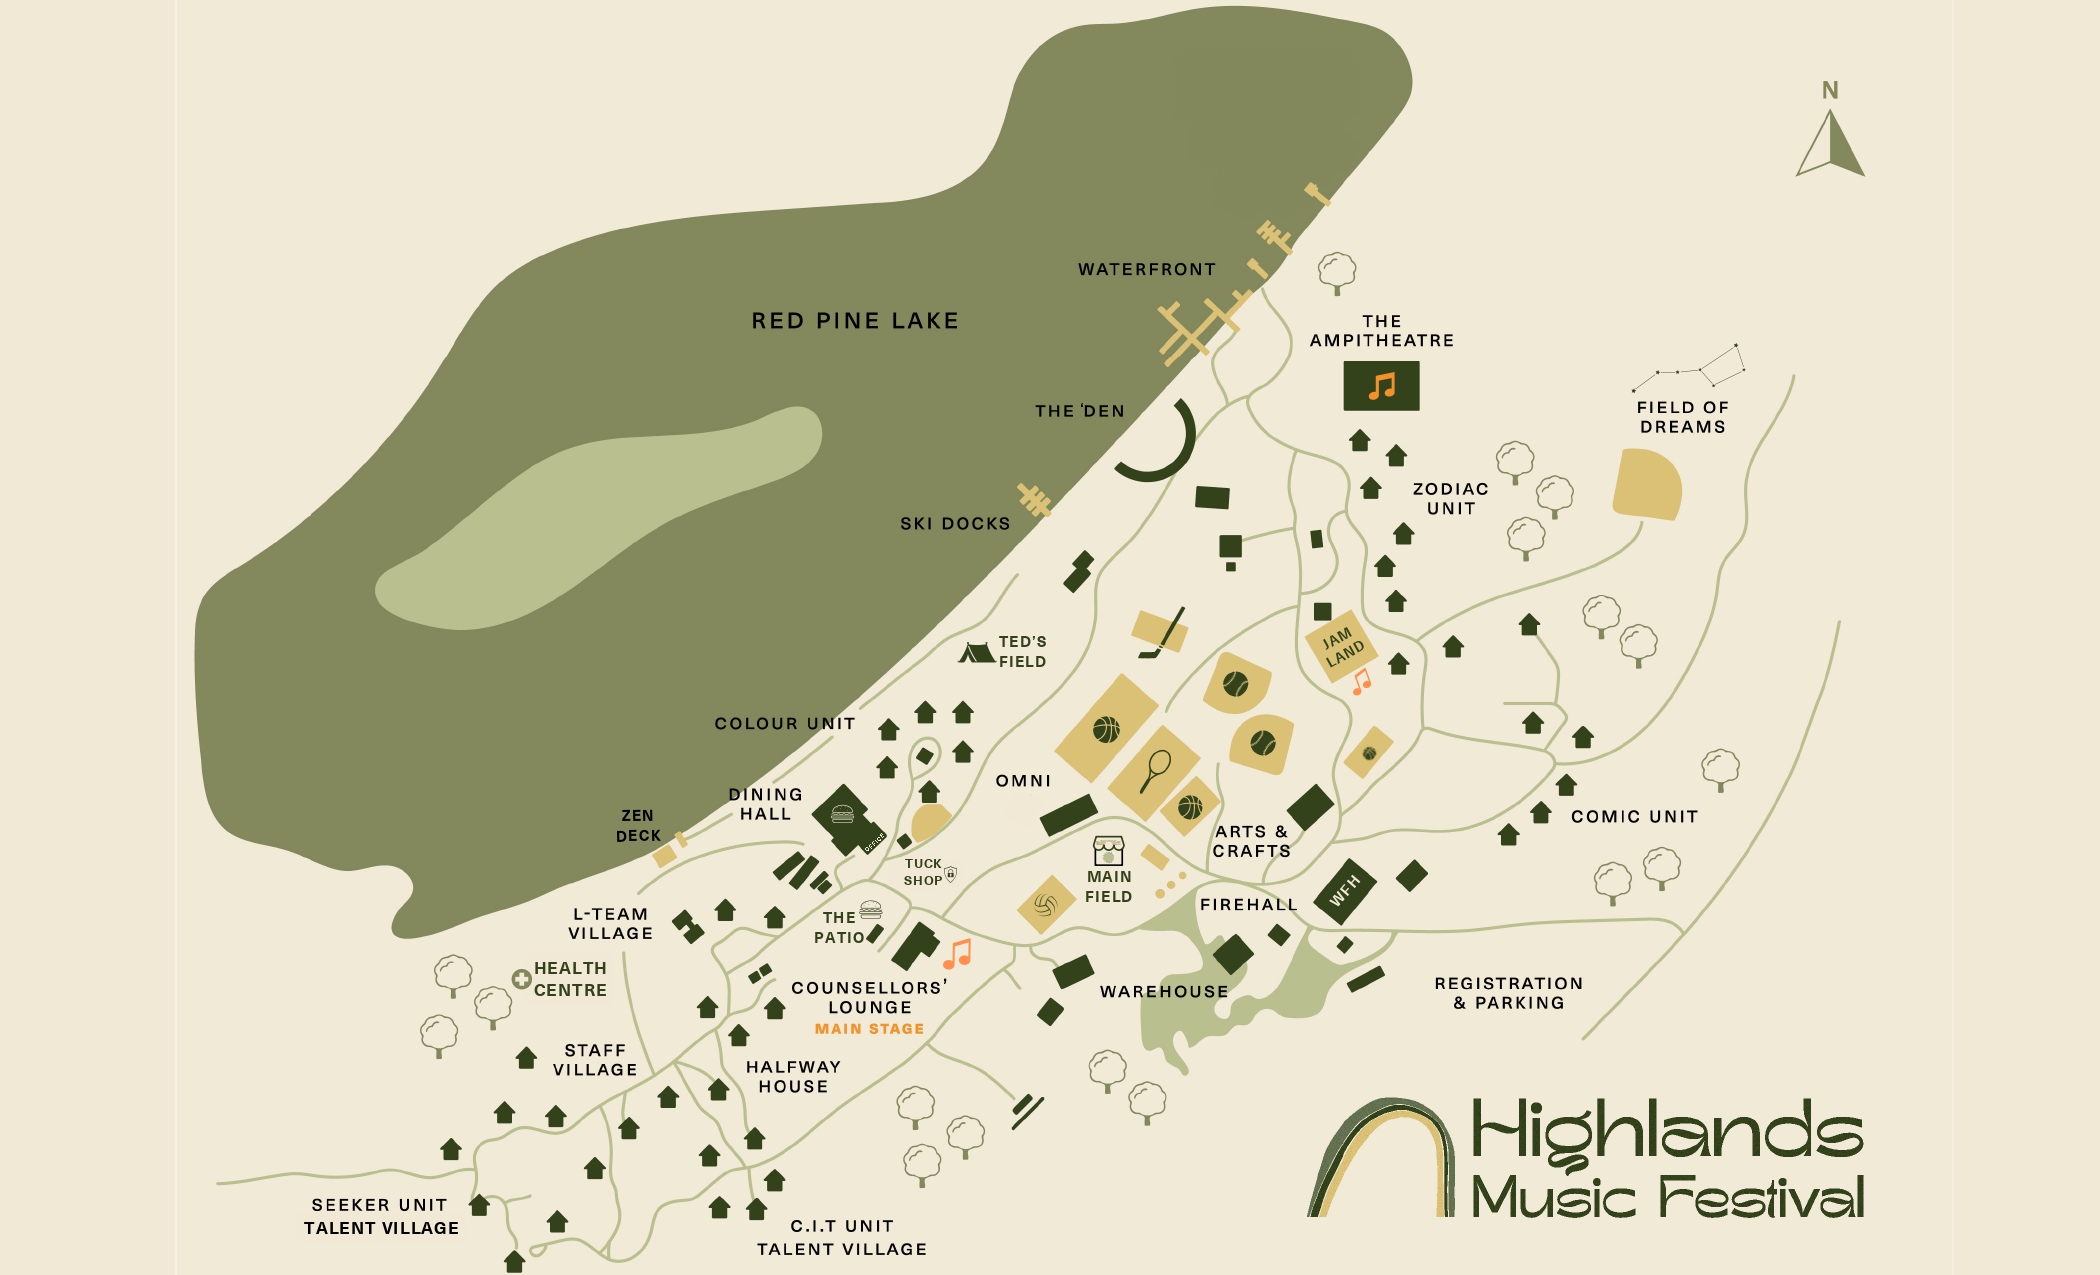 N
WATERFRONT
RED PINE LAKE
THE
AMPITHEATRE
THE 'DEN
FIELD OF
DREAMS
SKI DOCKS
ZODIAC
UNIT
TED'S
FIELD
JAM
LAND
COLOUR UNIT
OMNI
DINING
HALL
ZEN
DECK
OFFICE
TUCK
SHOP
ARTS &
CRAFTS
COMIC UNIT
MAIN
FIELD
WFH
FIREHALL
L-TEAM
VILLAGE
THE
PATIO
HEALTH
CENTRE
COUNSELLORS'
LOUNGE
MAIN STAGE
WAREHOUSE
REGISTRATION
& PARKING
STAFF
VILLAGE
HALFWAY
HOUSE
SEEKER UNIT
TALENT VILLAGE
C.I.T UNIT
TALENT VILLAGE
Highlands
Music Festival